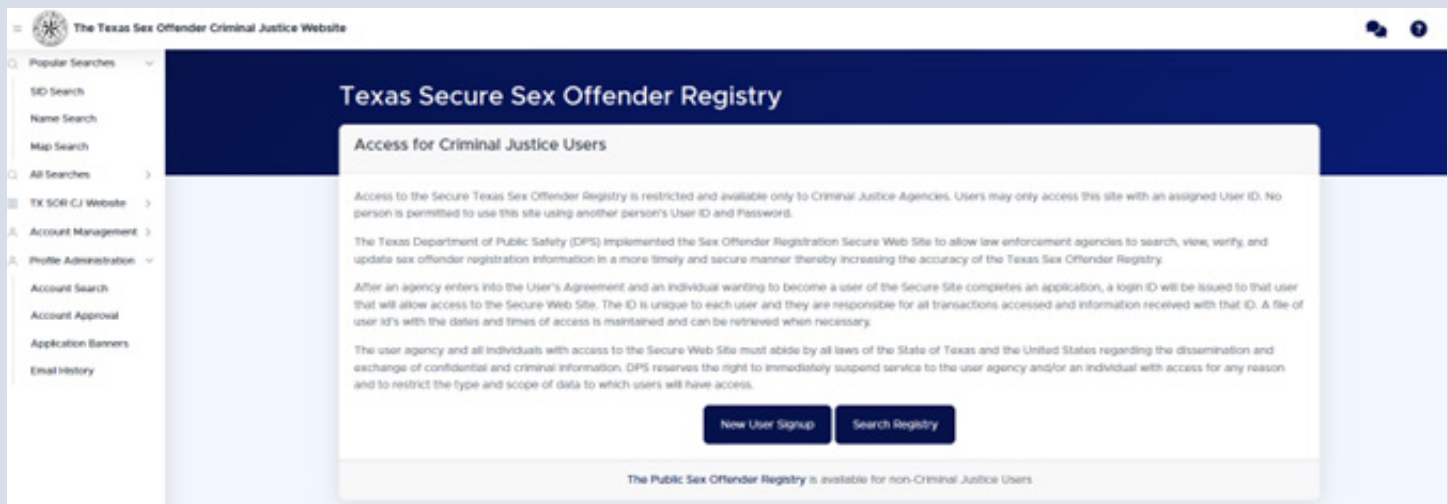 The Texas Sex Offender Criminal Justice Website
Popular Searches
SID Search
Name Search
Map Search
All Searches
TX SOR CJ Website
Account Management
Profile Administration
Account Search
Account Approval
Application Banners
Email History
Texas Secure Sex Offender Registry
Access for Criminal Justice Users
Access to the Secure Texas Sex Offender Registry is restricted and available only to Criminal Justice Agencies. Users may only access this site with an assigned User ID. No
person is permitted to use this site using another person's User ID and Password.
The Texas Department of Public Safety (DPS) implemented the Sex Offender Registration Secure Web Site to allow law enforcement agencies to search, view, verify, and
update sex offender registration information in a more timely and secure manner thereby increasing the accuracy of the Texas Sex Offender Registry.
After an agency enters into the User's Agreement and an individual wanting to become a user of the Secure Site completes an application, a login ID will be issued to that user
that will allow access to the Secure Web Site. The ID is unique to each user and they are responsible for all transactions accessed and information received with that ID. A file of
user id's with the dates and times of access is maintained and can be retrieved when necessary.
The user agency and all individuals with access to the Secure Web Site must abide by all laws of the State of Texas and the United States regarding the dissemination and
exchange of confidential and criminal information. DPS reserves the right to immediately suspend service to the user agency and/or an individual with access for any reason
and to restrict the type and scope of data to which users will have access.
New User Signup
Search Registry
The Public Sex Offender Registry is available for non-Criminal Justice Users